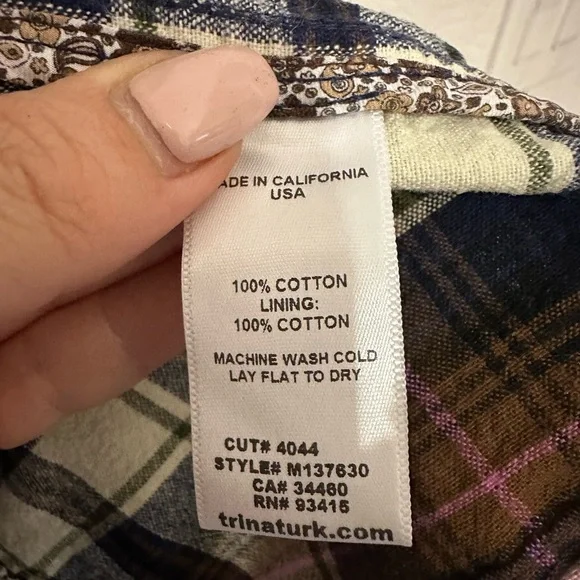 ADE IN CALIFORNIA
USA
100% COTTON
LINING:
100% COTTON
MACHINE WASH COLD
LAY FLAT TO DRY
CUT# 4044
STYLE# M137630
CA# 34460
RN# 93415
trinaturk.com